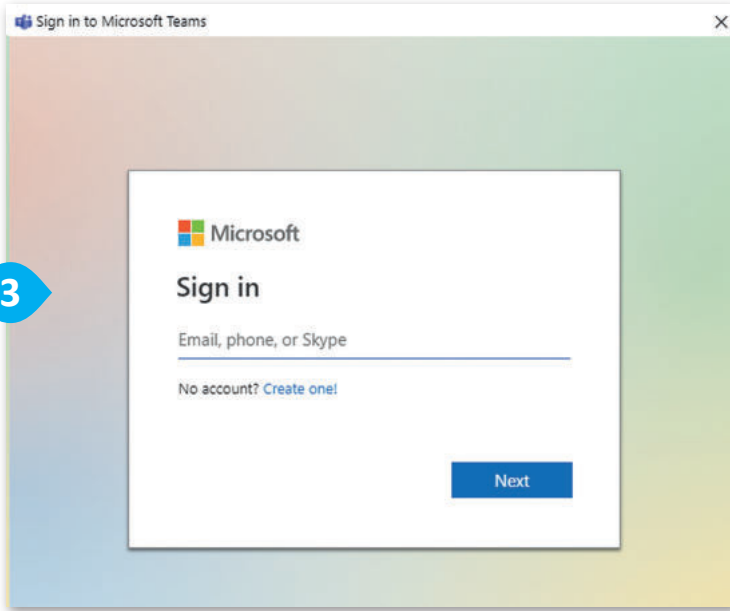 Sign in to Microsoft Teams
Microsoft
3
Sign in
Email, phone, or Skype
No account? Create one!
Next